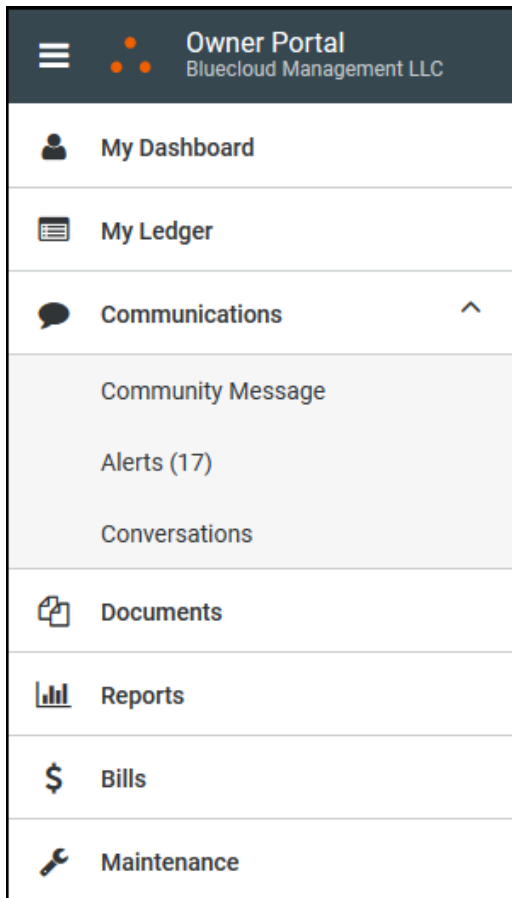 Owner Portal
Bluecloud Management LLC
My Dashboard
My Ledger
Communications
Community Message
Alerts (17)
Conversations
Documents
Reports
Bills
Maintenance